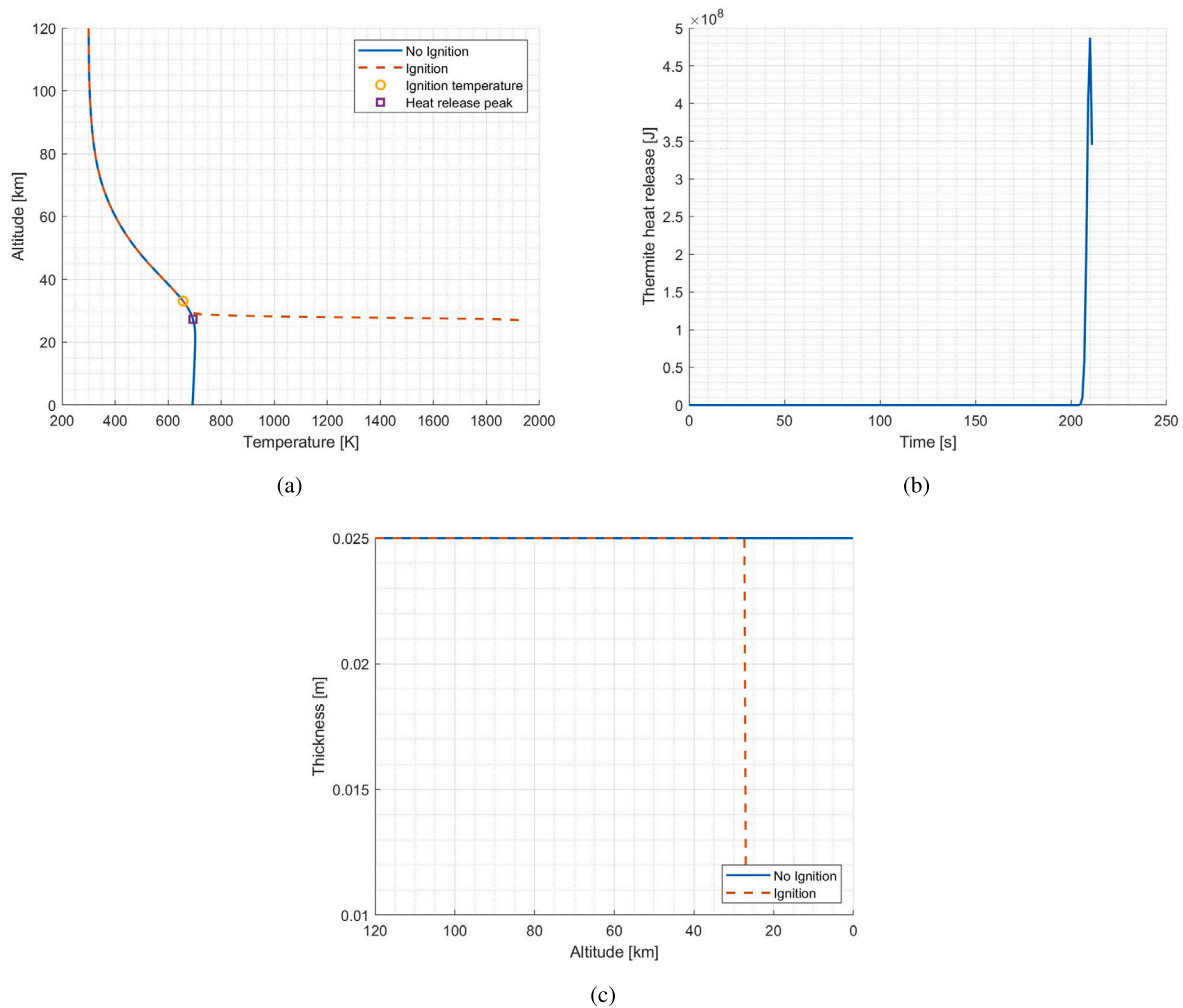 120
100
80
60
40
20
0
Altitude [km]
200 400 600 800 1000 1200 1400 1600 1800 2000
Temperature [K]
No Ignition
Ignition
Ignition temperature
Heat release peak
(a)
×10⁸
5
4.5
4
3.5
3
2.5
2
1.5
1
0.5
0
Thermite heat release [J]
0 50 100 150 200 250
Time [s]
(b)
0.025
0.02
0.015
0.01
Thickness [m]
120 100 80 60 40 20 0
Altitude [km]
No Ignition
Ignition
(c)